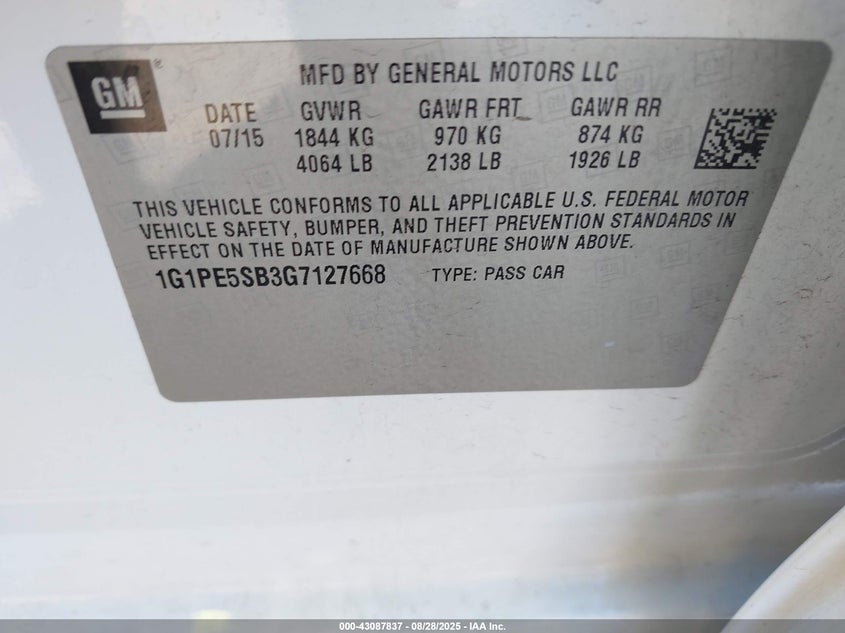 GM
®
MFD BY GENERAL MOTORS LLC
DATE GVWR GAWR FRT GAWR RR
07/15 1844 KG 970 KG 874 KG
4064 LB 2138 LB 1926 LB
THIS VEHICLE CONFORMS TO ALL APPLICABLE U.S. FEDERAL MOTOR
VEHICLE SAFETY, BUMPER, AND THEFT PREVENTION STANDARDS IN
EFFECT ON THE DATE OF MANUFACTURE SHOWN ABOVE.
1G1PE5SB3G7127668 TYPE: PASS CAR
000-43087837 - 08/28/2025 - IAA Inc.